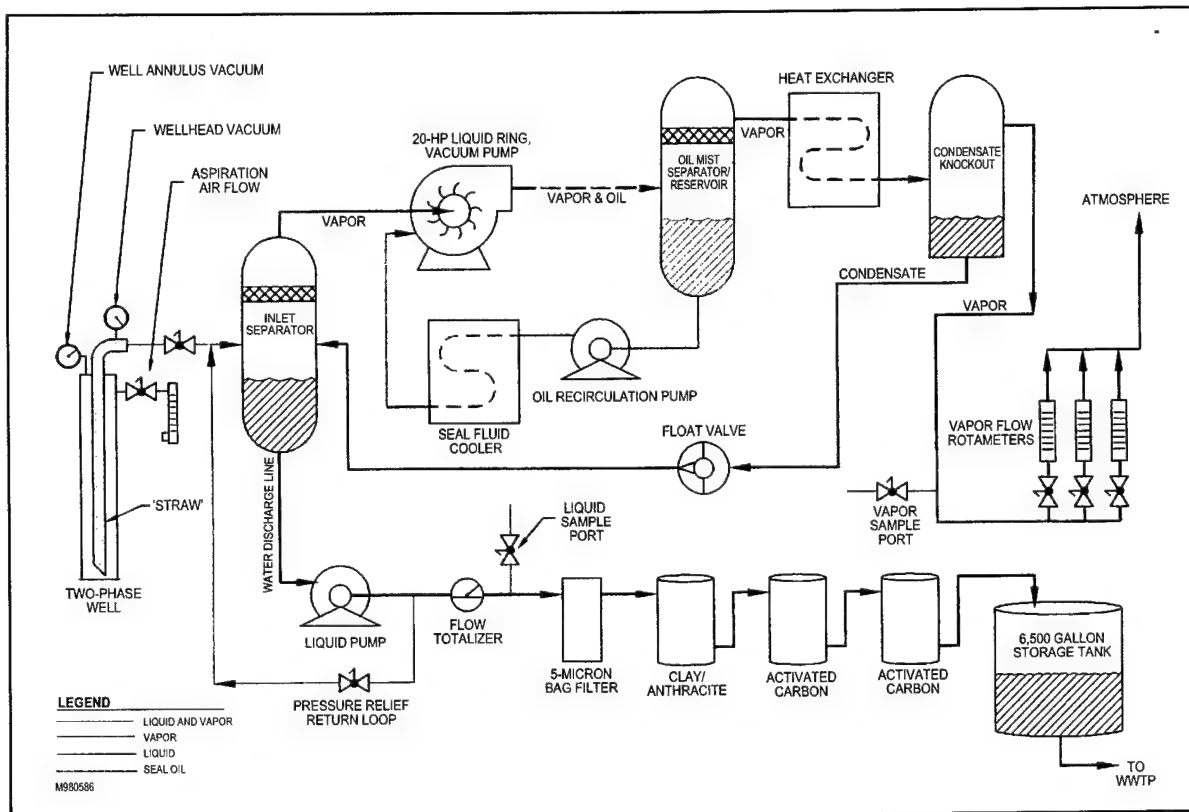 WELL ANNULUS VACUUM
WELLHEAD VACUUM
ASPIRATION
AIR FLOW
20-HP LIQUID RING,
VACUUM PUMP
HEAT EXCHANGER
VAPOR
OIL MIST
SEPARATOR/
RESERVOIR
CONDENSATE
KNOCKOUT
VAPOR & OIL
VAPOR
ATMOSPHERE
CONDENSATE
VAPOR
INLET
SEPARATOR
OIL RECIRCULATION PUMP
SEAL FLUID
COOLER
FLOAT VALVE
VAPOR FLOW
ROTAMETERS
VAPOR
SAMPLE
PORT
'STRAW'
WATER DISCHARGE LINE
LIQUID
SAMPLE
PORT
TWO-PHASE
WELL
LIQUID PUMP
FLOW
TOTALIZER
5-MICRON
BAG FILTER
CLAY/
ANTHRACITE
ACTIVATED
CARBON
ACTIVATED
CARBON
6,500 GALLON
STORAGE TANK
PRESSURE RELIEF
RETURN LOOP
TO
WWTP
LEGEND
LIQUID AND VAPOR
VAPOR
LIQUID
SEAL OIL
M980586